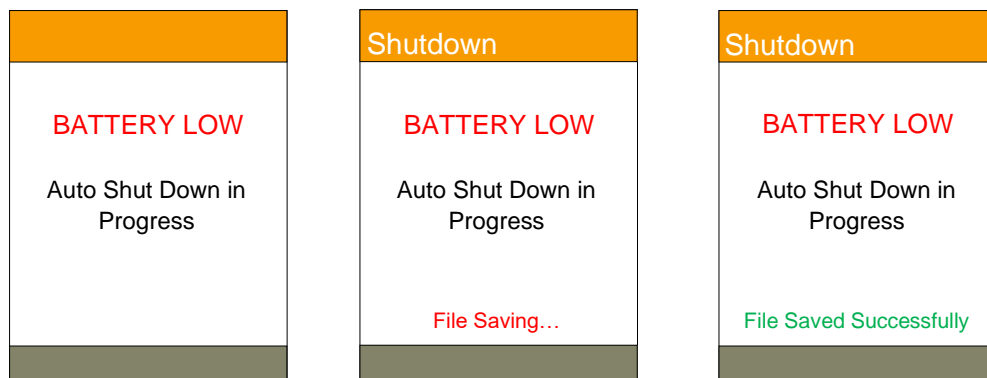 BATTERY LOW
Auto Shut Down in
Progress
Shutdown
BATTERY LOW
Auto Shut Down in
Progress
File Saving…
Shutdown
BATTERY LOW
Auto Shut Down in
Progress
File Saved Successfully